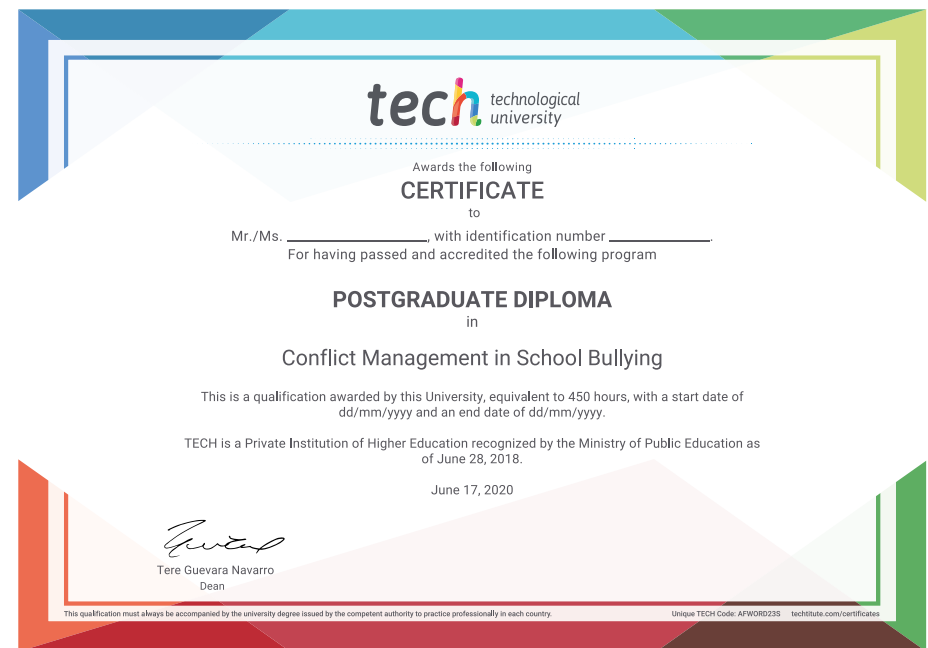 tech technological
university
Awards the following
CERTIFICATE
to
Mr./Ms. ____________________, with identification number ______________.
For having passed and accredited the following program
POSTGRADUATE DIPLOMA
in
Conflict Management in School Bullying
This is a qualification awarded by this University, equivalent to 450 hours, with a start date of
dd/mm/yyyy and an end date of dd/mm/yyyy.
TECH is a Private Institution of Higher Education recognized by the Ministry of Public Education as
of June 28, 2018.
June 17, 2020
Tere Guevara Navarro
Dean
This qualification must always be accompanied by the university degree issued by the competent authority to practice professionally in each country. Unique TECH Code: AFWORD23S techtitute.com/certificates